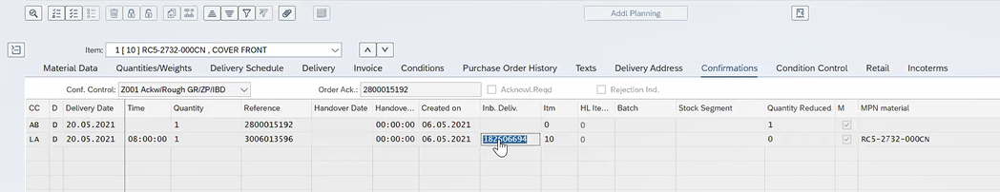 Addl Planning
Item: 1 [ 10 ] RC5-2732-000CN , COVER FRONT
Material Data Quantities/Weights Delivery Schedule Delivery Invoice Conditions Purchase Order History Texts Delivery Address Confirmations Condition Control Retail Incoterms
Conf. Control: Z001 Ackw/Rough GR/ZP/IBD Order Ack.: 2800015192 Acknowl.Reqd Rejection Ind.
CC D Delivery Date Time Quantity Reference Handover Date Handove... Created on Inb. Deliv. Itm HL Ite... Batch Stock Segment Quantity Reduced M MPN material
AB D 20.05.2021 1 2800015192 00:00:00 06.05.2021 0 0 1
LA D 20.05.2021 08:00:00 1 3006013596 00:00:00 06.05.2021 182506694 10 0 0 RC5-2732-000CN